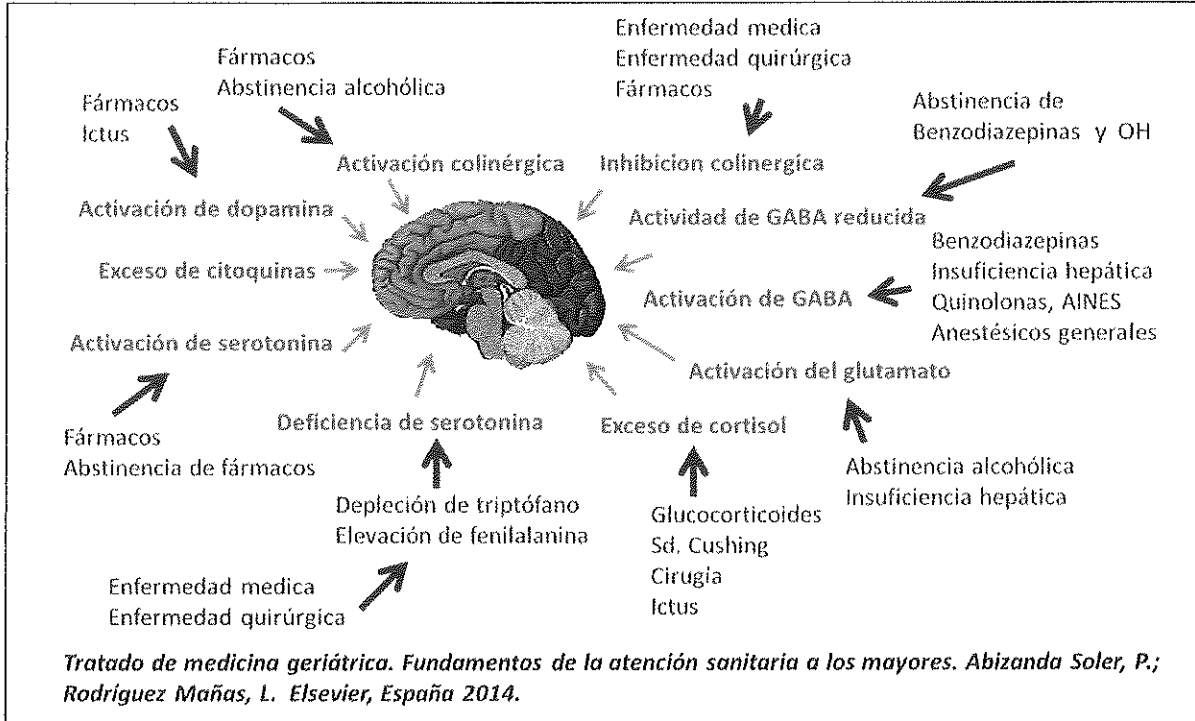 Enfermedad medica
Enfermedad quirúrgica
Fármacos
Fármacos
Abstinencia alcohólica
Fármacos
Ictus
Abstinencia de
Benzodiazepinas y OH
Activación colinérgica
Inhibicion colinergica
Activación de dopamina
Actividad de GABA reducida
Benzodiazepinas
Insuficiencia hepática
Quinolonas, AINES
Anestésicos generales
Exceso de citoquinas
Activación de GABA
Activación de serotonina
Activación del glutamato
Deficiencia de serotonina
Exceso de cortisol
Fármacos
Abstinencia de fármacos
Abstinencia alcohólica
Insuficiencia hepática
Depleción de triptófano
Elevación de fenilalanina
Glucocorticoides
Sd. Cushing
Cirugía
Ictus
Enfermedad medica
Enfermedad quirúrgica
Tratado de medicina geriátrica. Fundamentos de la atención sanitaria a los mayores. Abizanda Soler, P.;
Rodríguez Mañas, L. Elsevier, España 2014.